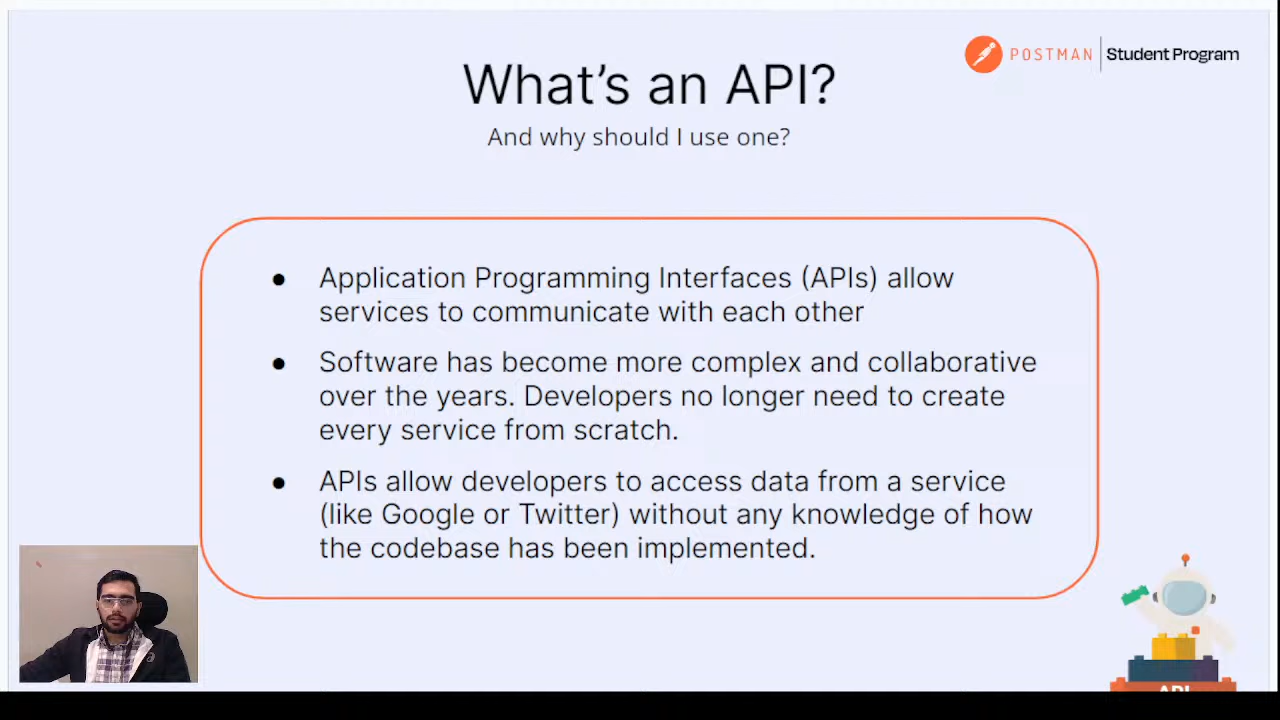 POSTMAN Student Program
What's an API?
And why should I use one?
● Application Programming Interfaces (APIs) allow
services to communicate with each other
● Software has become more complex and collaborative
over the years. Developers no longer need to create
every service from scratch.
● APIs allow developers to access data from a service
(like Google or Twitter) without any knowledge of how
the codebase has been implemented.
API